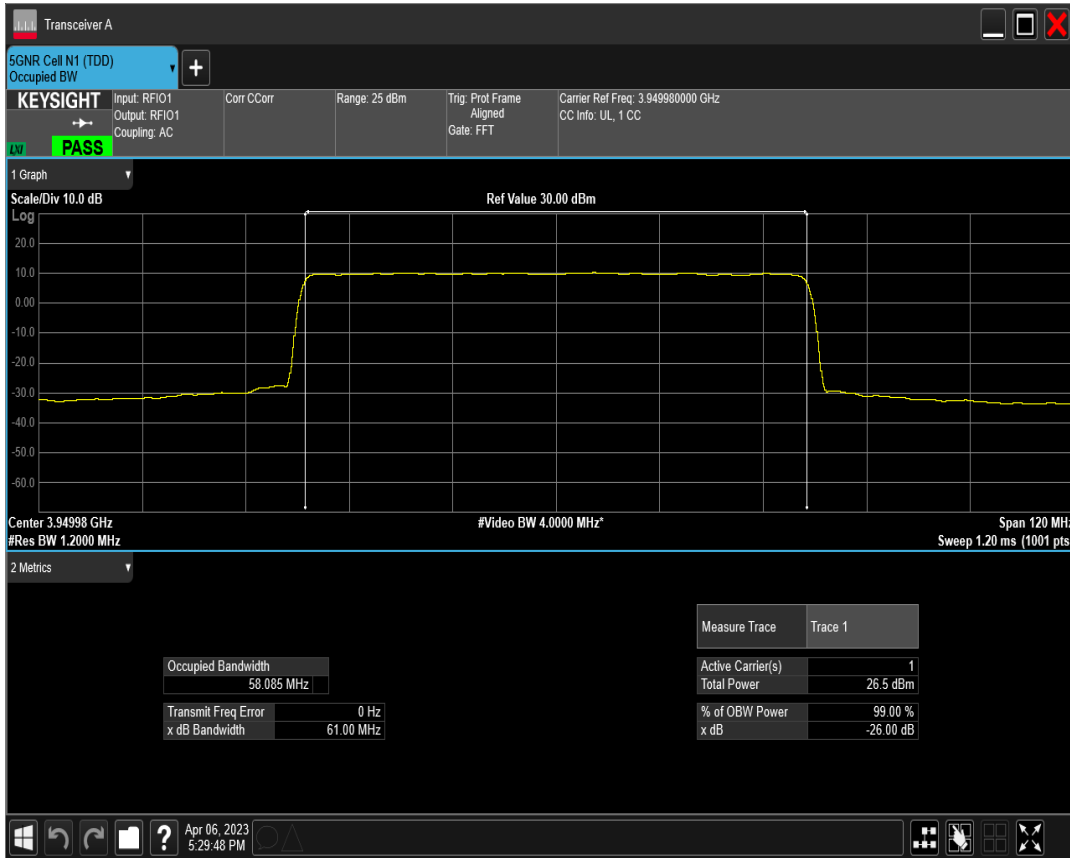 Transceiver A
5GNR Cell N1 (TDD)
Occupied BW
+
KEYSIGHT
LXI
PASS
Input: RFIO1
Output: RFIO1
Coupling: AC
Corr CCorr
Range: 25 dBm
Trig: Prot Frame
Aligned
Gate: FFT
Carrier Ref Freq: 3.949980000 GHz
CC Info: UL, 1 CC
1 Graph
Scale/Div 10.0 dB
Ref Value 30.00 dBm
Log
20.0
10.0
0.00
-10.0
-20.0
-30.0
-40.0
-50.0
-60.0
Center 3.94998 GHz
#Video BW 4.0000 MHz*
Span 120 MHz
#Res BW 1.2000 MHz
Sweep 1.20 ms (1001 pts
2 Metrics
Measure Trace Trace 1
Occupied Bandwidth
58.085 MHz
Active Carrier(s) 1
Total Power 26.5 dBm
Transmit Freq Error 0 Hz
x dB Bandwidth 61.00 MHz
% of OBW Power 99.00 %
x dB -26.00 dB
?
Apr 06, 2023
5:29:48 PM